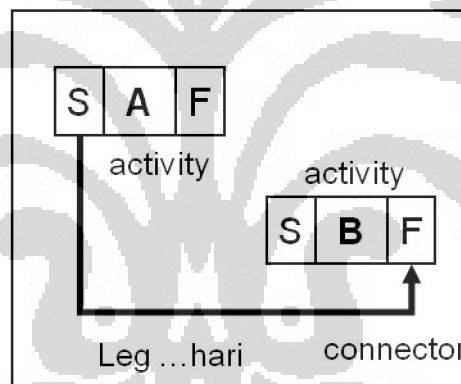 S A F
activity
activity
S B F
Leg ...hari
connector